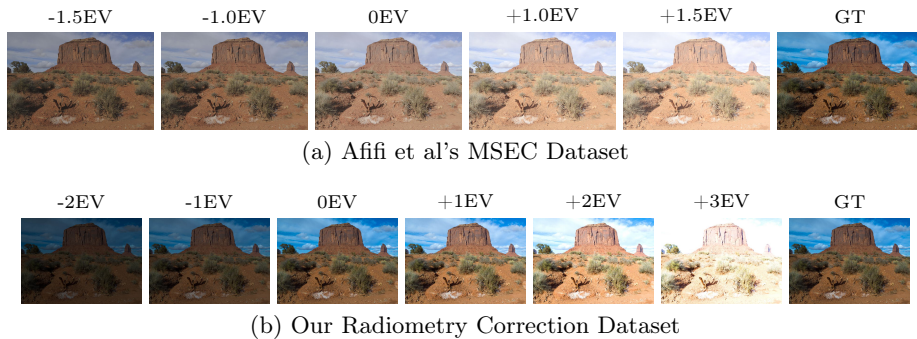 -1.5EV -1.0EV 0EV +1.0EV +1.5EV GT
(a) Afifi et al's MSEC Dataset
-2EV -1EV 0EV +1EV +2EV +3EV GT
(b) Our Radiometry Correction Dataset